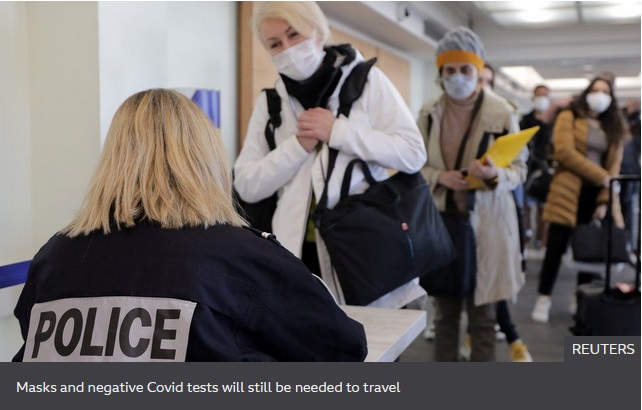 POLICE
REUTERS
Masks and negative Covid tests will still be needed to travel